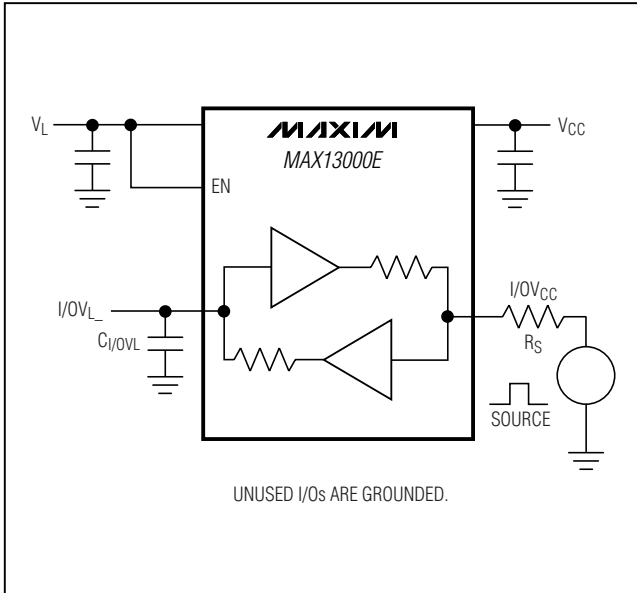 V_L
MAXIM
V_CC
MAX13000E
EN
I/OV_L_
I/OV_CC
C_I/OVL
R_S
SOURCE
UNUSED I/Os ARE GROUNDED.